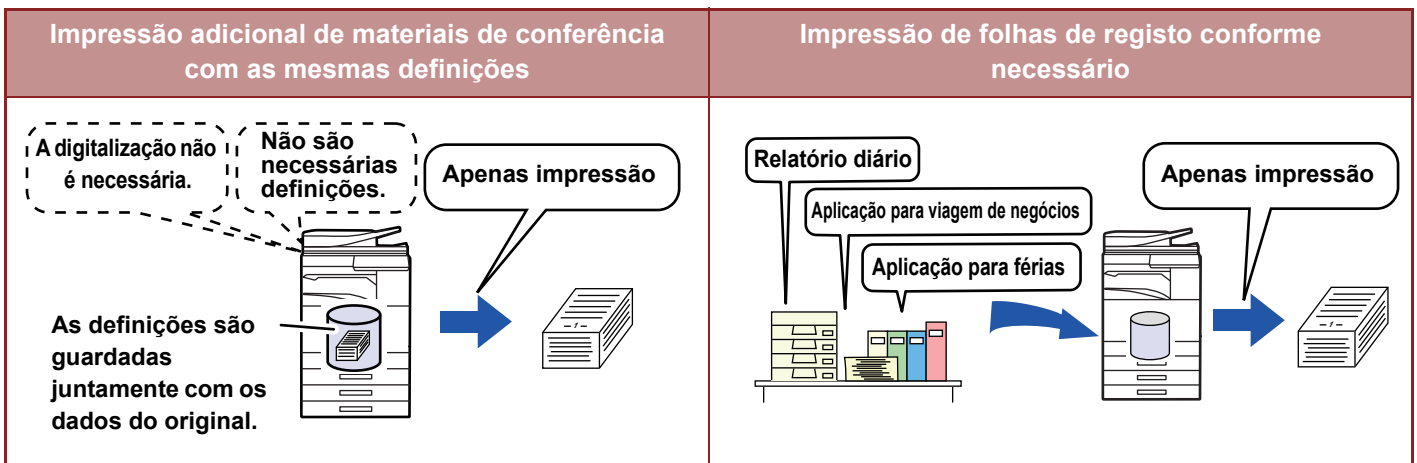 Impressão adicional de materiais de conferência
com as mesmas definições
A digitalização não
é necessária.
Não são
necessárias
definições.
Apenas impressão
As definições são
guardadas
juntamente com os
dados do original.
-1-
Impressão de folhas de registo conforme
necessário
Relatório diário
Aplicação para viagem de negócios
Aplicação para férias
Apenas impressão
-1-